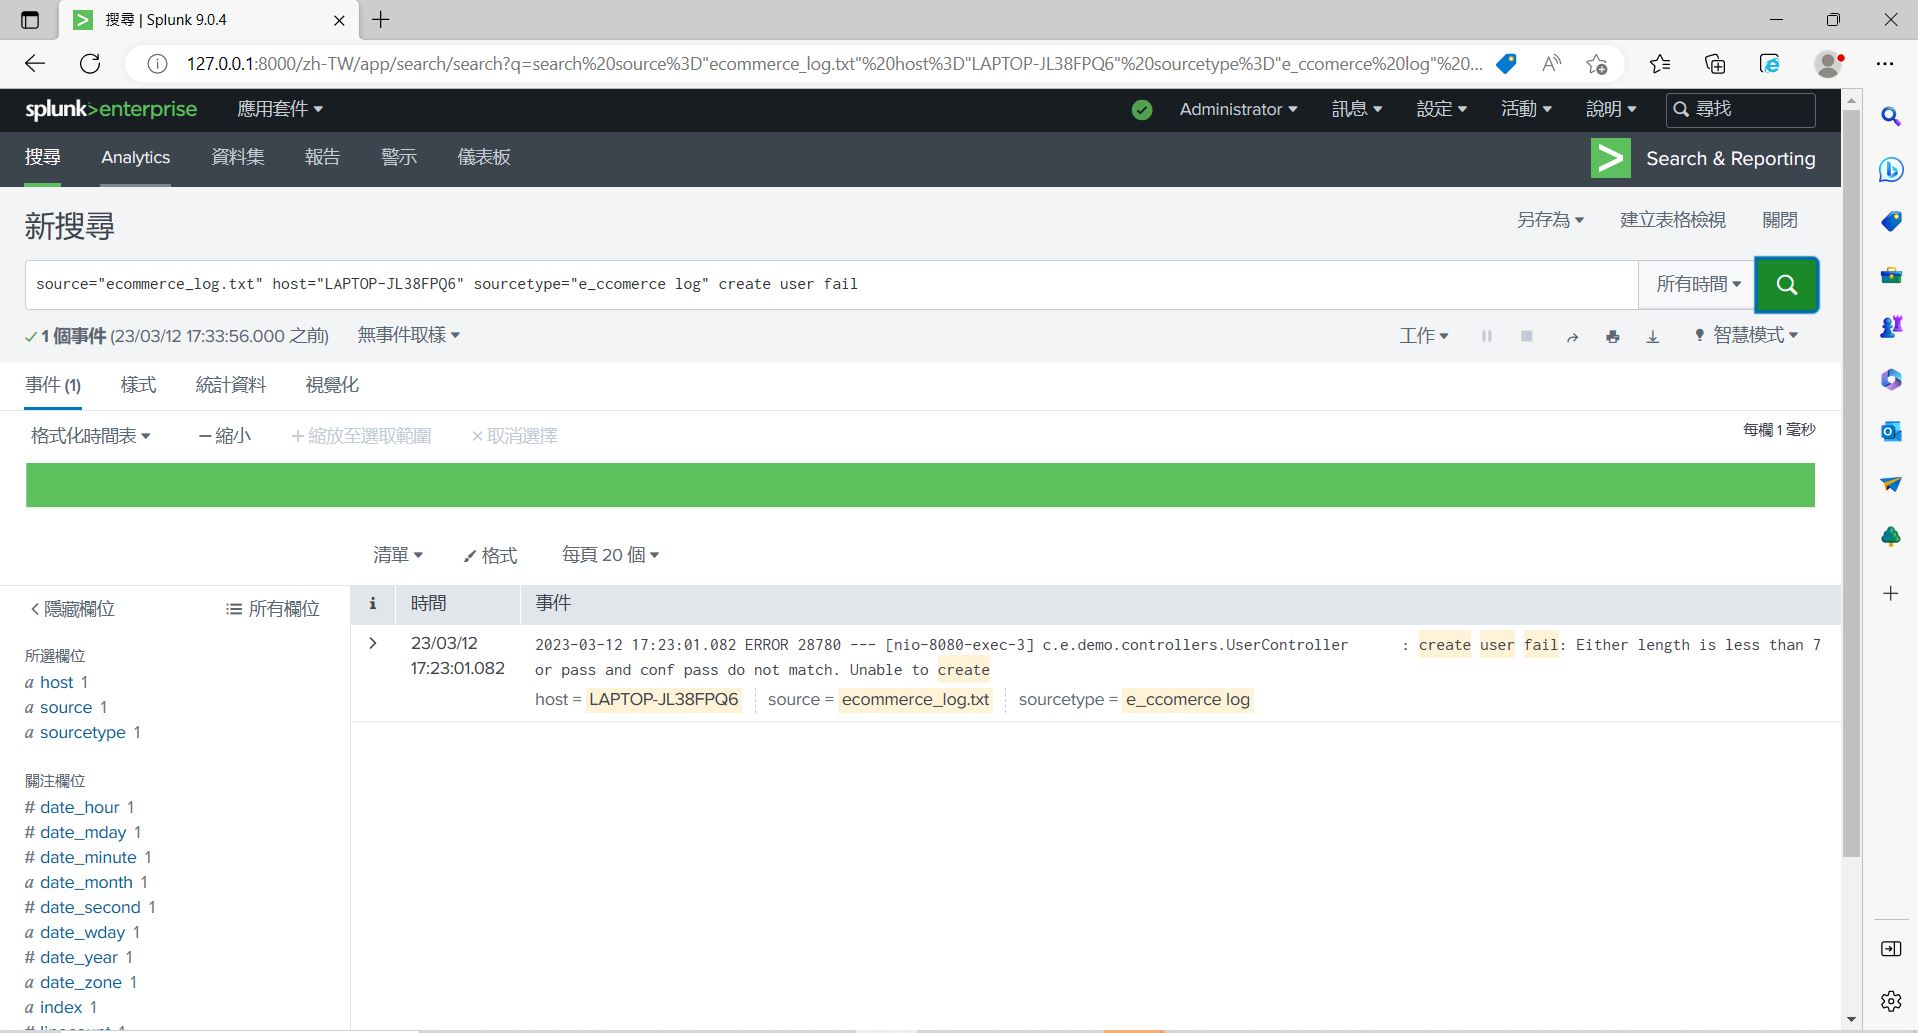 搜尋 | Splunk 9.0.4
127.0.0.1:8000/zh-TW/app/search/search?q=search%20source%3D"ecommerce_log.txt"%20host%3D"LAPTOP-JL38FPQ6"%20sourcetype%3D"e_ccomerce%20log"%20...
splunk>enterprise 應用套件 Administrator 訊息 設定 活動 說明 尋找
搜尋 Analytics 資料集 報告 警示 儀表板 Search & Reporting
新搜尋 另存為 建立表格檢視 關閉
source="ecommerce_log.txt" host="LAPTOP-JL38FPQ6" sourcetype="e_ccomerce log" create user fail 所有時間
1 個事件 (23/03/12 17:33:56.000 之前) 無事件取樣 工作 智慧模式
事件 (1) 樣式 統計資料 視覺化
格式化時間表 — 縮小 + 縮放至選取範圍 × 取消選擇 每欄 1 毫秒
清單 格式 每頁 20 個
隱藏欄位 所有欄位 i 時間 事件
23/03/12 17:23:01.082
2023-03-12 17:23:01.082 ERROR 28780 --- [nio-8080-exec-3] c.e.demo.controllers.UserController : create user fail: Either length is less than 7
or pass and conf pass do not match. Unable to create
host = LAPTOP-JL38FPQ6 source = ecommerce_log.txt sourcetype = e_ccomerce log
所選欄位
a host 1
a source 1
a sourcetype 1
關注欄位
# date_hour 1
# date_mday 1
# date_minute 1
a date_month 1
# date_second 1
a date_wday 1
# date_year 1
a date_zone 1
a index 1